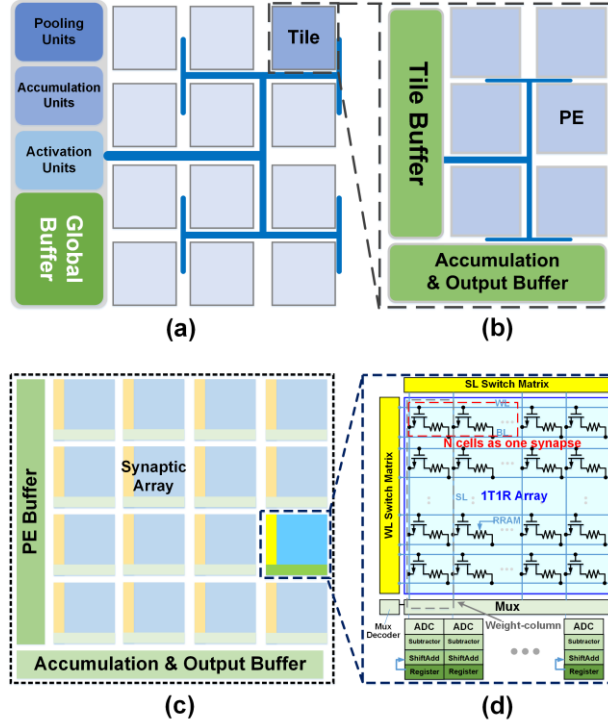 Pooling
Units
Accumulation
Units
Activation
Units
Global
Buffer
Tile
(a)
Tile Buffer
PE
Accumulation
& Output Buffer
(b)
PE Buffer
Synaptic
Array
Accumulation & Output Buffer
(c)
SL Switch Matrix
WL Switch Matrix
WL
BL
N cells as one synapse
SL
1T1R Array
RRAM
Mux
Mux
Decoder
Weight-column
ADC
Subtractor
ShiftAdd
Register
ADC
Subtractor
ShiftAdd
Register
ADC
Subtractor
ShiftAdd
Register
(d)